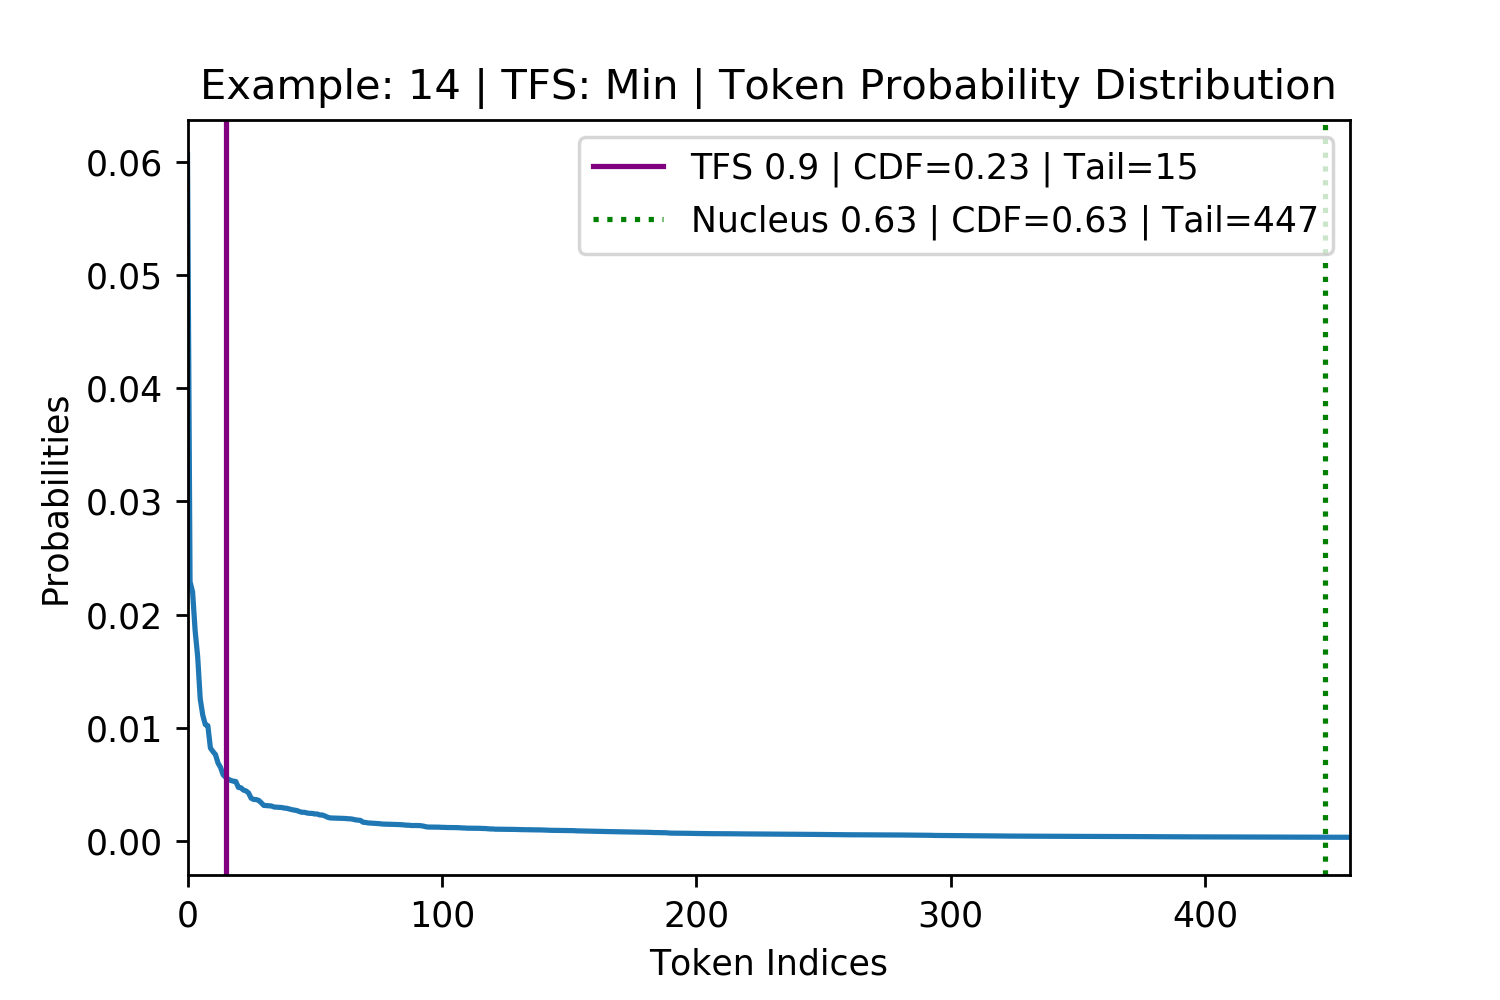 Example: 14 | TFS: Min | Token Probability Distribution
TFS 0.9 | CDF=0.23 | Tail=15
Nucleus 0.63 | CDF=0.63 | Tail=447
0.06
0.05
0.04
0.03
0.02
0.01
0.00
Probabilities
0 100 200 300 400
Token Indices